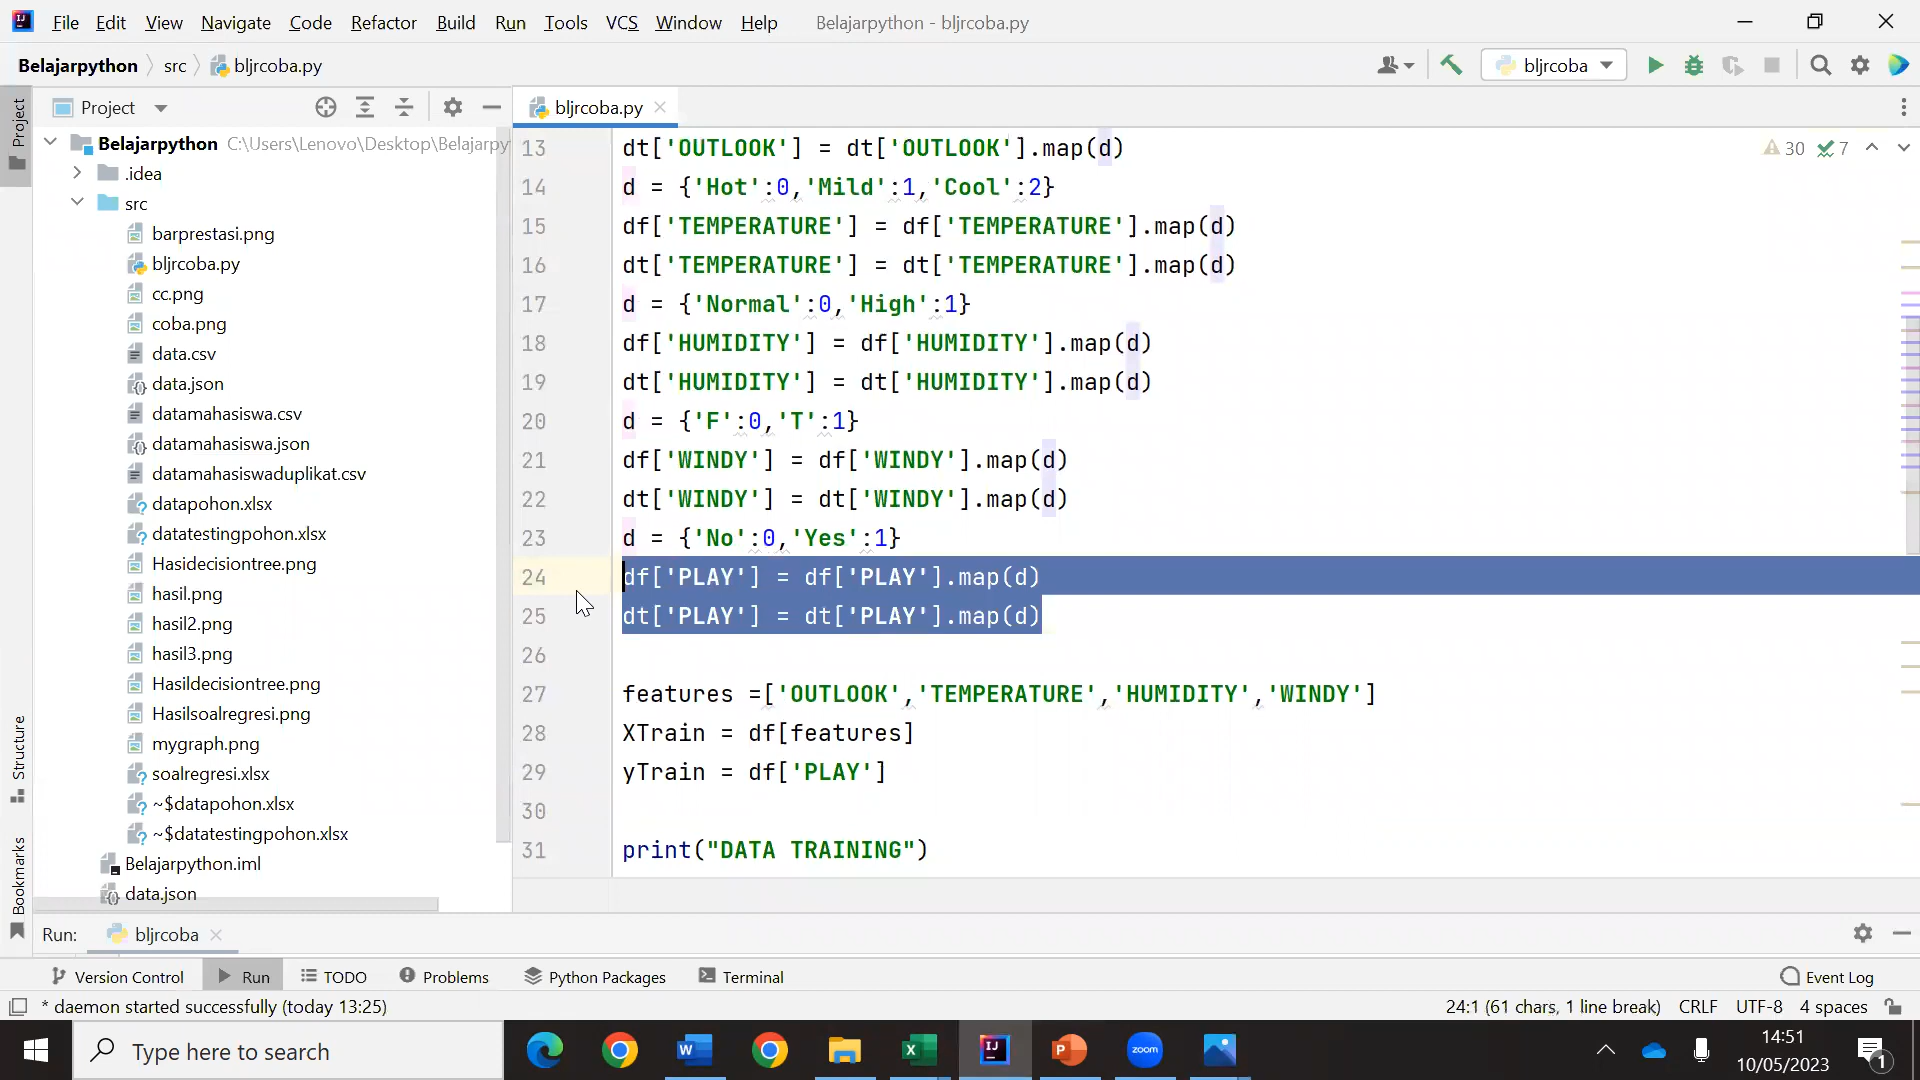 File Edit View Navigate Code Refactor Build Run Tools VCS Window Help Belajarpython - bljrcoba.py
Belajarpython src bljrcoba.py bljrcoba
Project bljrcoba.py
Project
Belajarpython C:\Users\Lenovo\Desktop\Belajarpy
.idea
src
barprestasi.png
bljrcoba.py
cc.png
coba.png
data.csv
data.json
datamahasiswa.csv
datamahasiswa.json
datamahasiswaduplikat.csv
datapohon.xlsx
datatestingpohon.xlsx
Hasidecisiontree.png
hasil.png
hasil2.png
hasil3.png
Hasildecisiontree.png
Hasilsoalregresi.png
mygraph.png
soalregresi.xlsx
~$datapohon.xlsx
~$datatestingpohon.xlsx
Belajarpython.iml
data.json
Structure
Bookmarks
30 7
13 dt['OUTLOOK'] = dt['OUTLOOK'].map(d)
14 d = {'Hot':0,'Mild':1,'Cool':2}
15 df['TEMPERATURE'] = df['TEMPERATURE'].map(d)
16 dt['TEMPERATURE'] = dt['TEMPERATURE'].map(d)
17 d = {'Normal':0,'High':1}
18 df['HUMIDITY'] = df['HUMIDITY'].map(d)
19 dt['HUMIDITY'] = dt['HUMIDITY'].map(d)
20 d = {'F':0,'T':1}
21 df['WINDY'] = df['WINDY'].map(d)
22 dt['WINDY'] = dt['WINDY'].map(d)
23 d = {'No':0,'Yes':1}
24 df['PLAY'] = df['PLAY'].map(d)
25 dt['PLAY'] = dt['PLAY'].map(d)
26
27 features =['OUTLOOK','TEMPERATURE','HUMIDITY','WINDY']
28 XTrain = df[features]
29 yTrain = df['PLAY']
30
31 print("DATA TRAINING")
Run: bljrcoba
Version Control Run TODO Problems Python Packages Terminal Event Log
* daemon started successfully (today 13:25) 24:1 (61 chars, 1 line break) CRLF UTF-8 4 spaces
Type here to search
zoom
14:51
10/05/2023
1